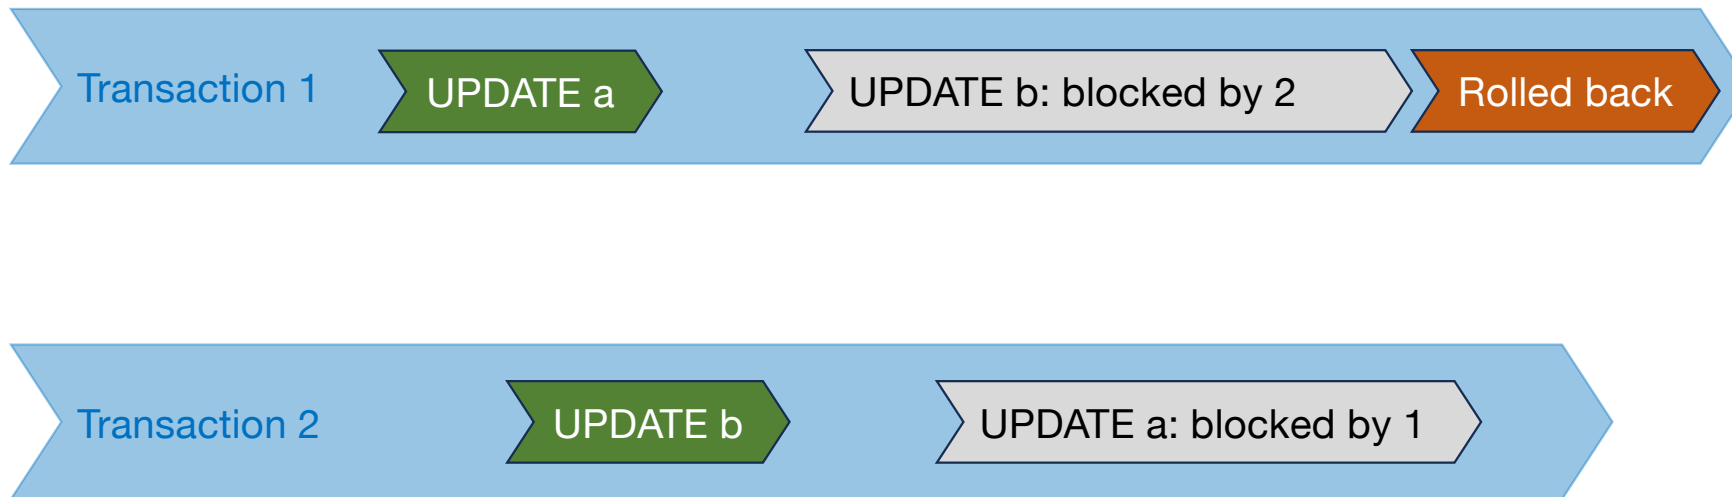 Transaction 1
UPDATE a
UPDATE b: blocked by 2
Rolled back
Transaction 2
UPDATE b
UPDATE a: blocked by 1